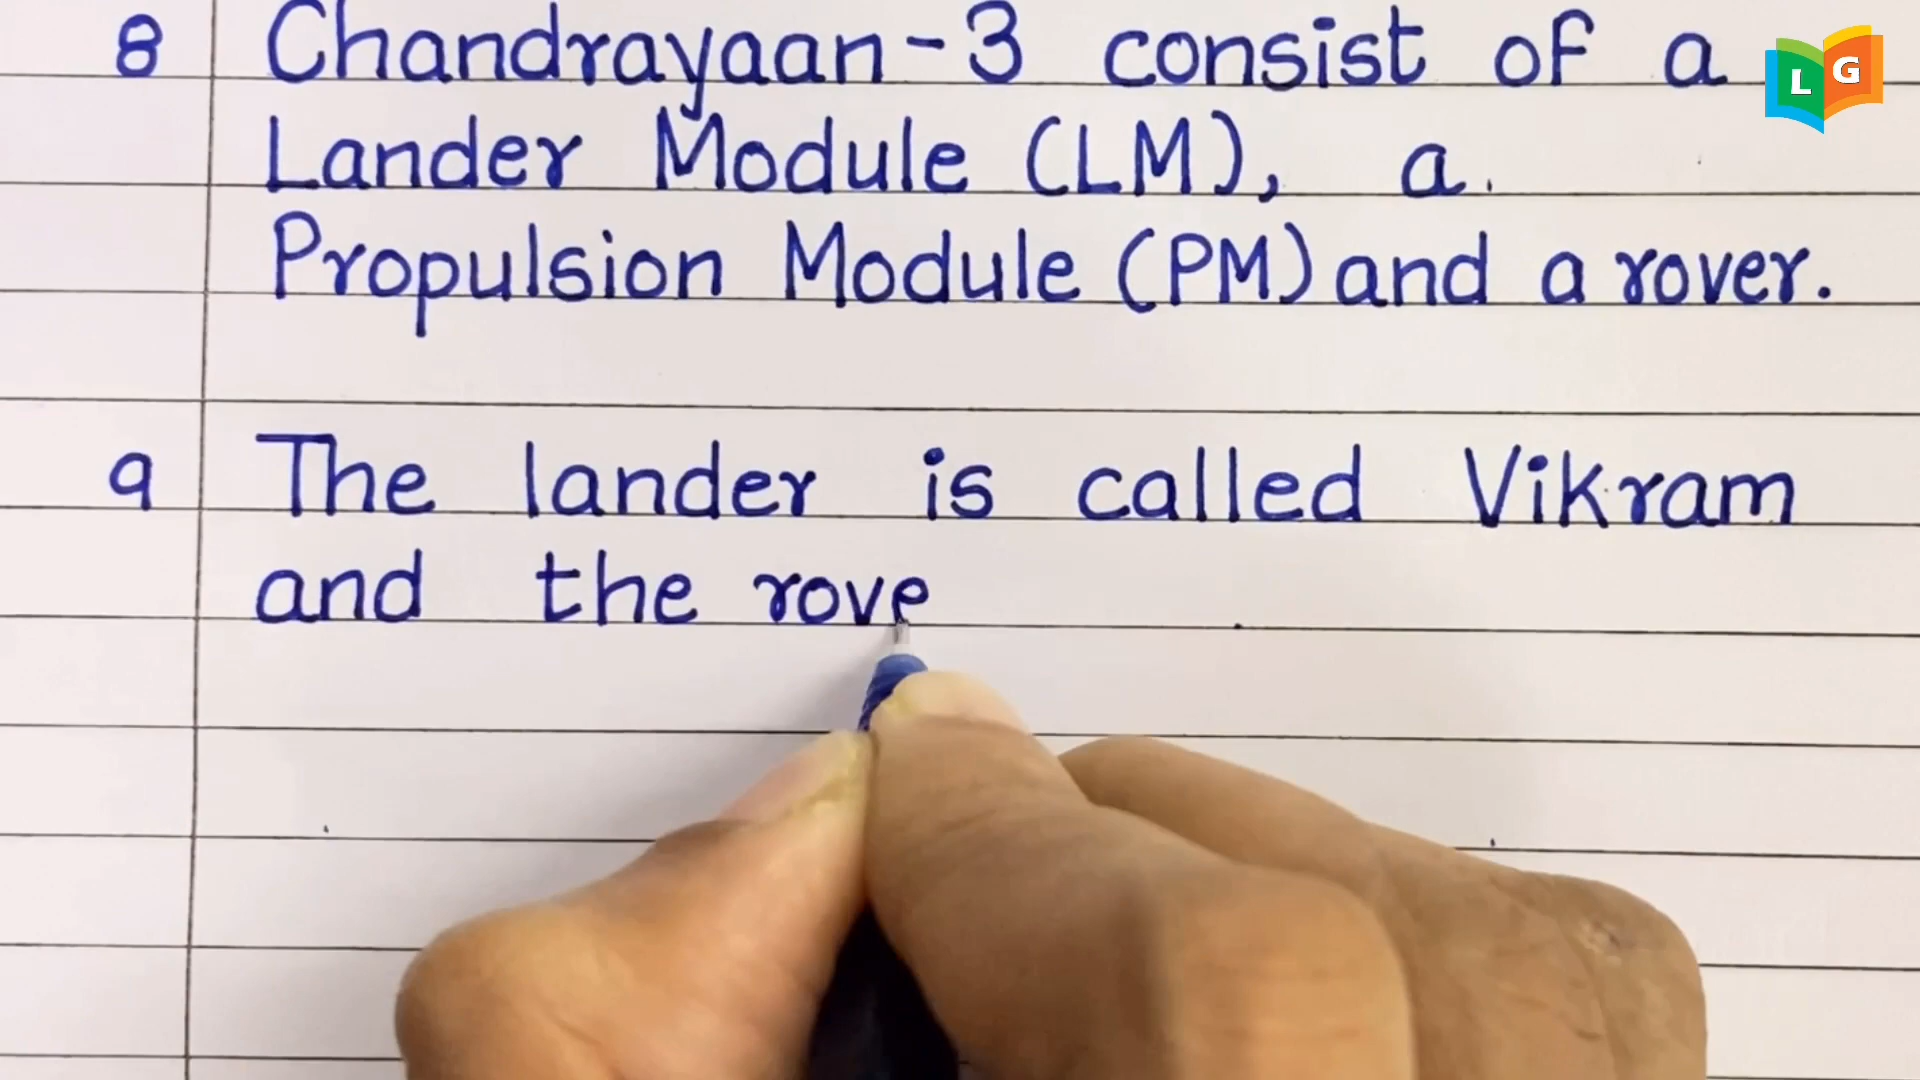 8 Chandrayaan-3 consist of a
Lander Module (LM), a
Propulsion Module (PM) and a rover.
9 The lander is called Vikram
and the rove
L G